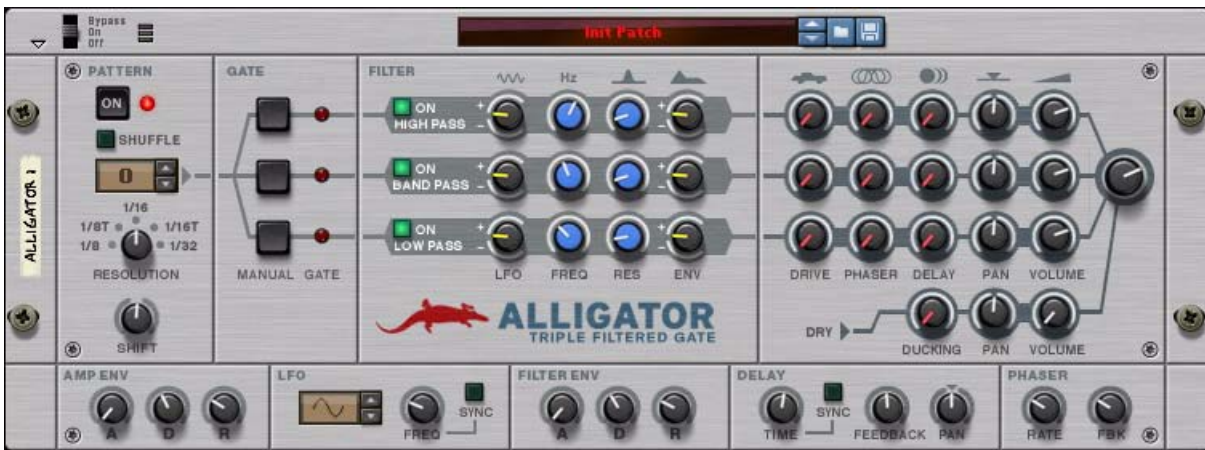 Bypass
On
Off
Init Patch
PATTERN
ON
SHUFFLE
0
1/16
1/8T 1/16T
1/8 1/32
RESOLUTION
SHIFT
ALLIGATOR 1
GATE
MANUAL GATE
FILTER
Hz
ON
HIGH PASS
+
-
+
-
ON
BAND PASS
+
-
+
-
ON
LOW PASS
+
-
+
-
LFO FREQ RES ENV
ALLIGATOR
TRIPLE FILTERED GATE
DRIVE PHASER DELAY PAN VOLUME
DRY
DUCKING PAN VOLUME
AMP ENV
A D R
LFO
FREQ
SYNC
FILTER ENV
A D R
DELAY
TIME
SYNC
FEEDBACK PAN
PHASER
RATE FBK